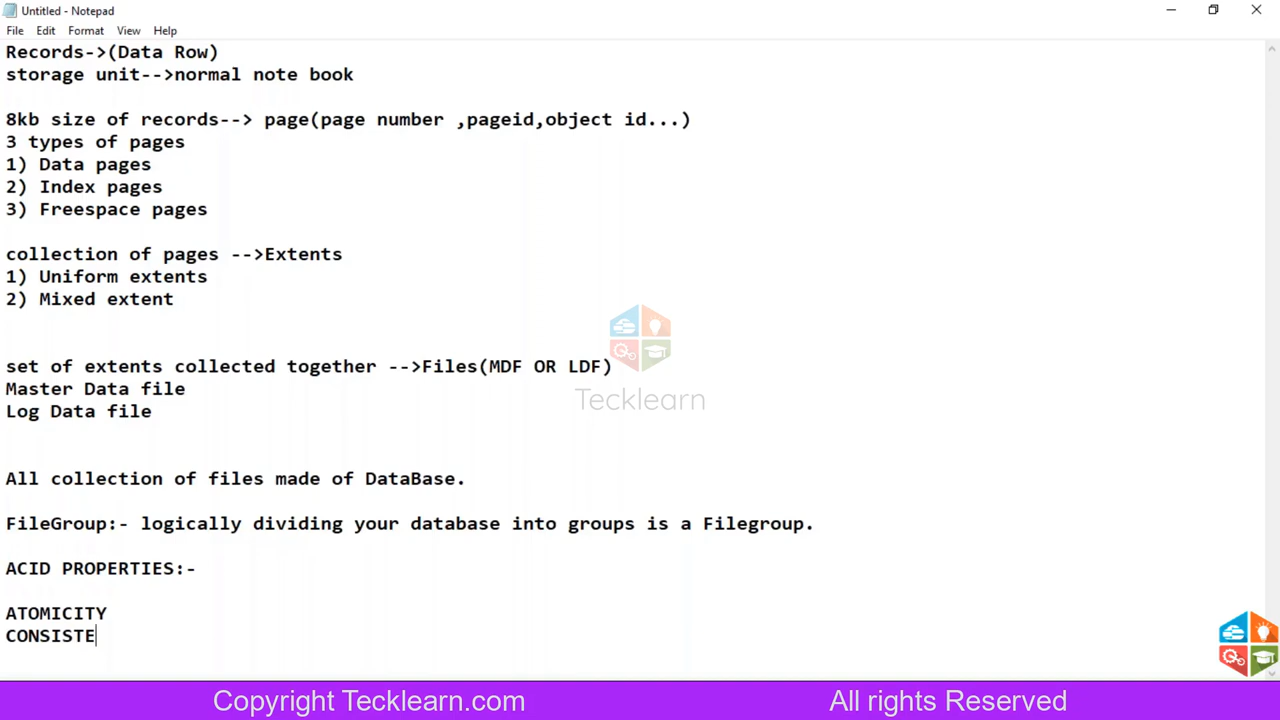 Untitled - Notepad
File Edit Format View Help
Records->(Data Row)
storage unit-->normal note book
8kb size of records--> page(page number ,pageid,object id...)
3 types of pages
1) Data pages
2) Index pages
3) Freespace pages
collection of pages -->Extents
1) Uniform extents
2) Mixed extent
set of extents collected together -->Files(MDF OR LDF)
Master Data file
Tecklearn
Log Data file
All collection of files made of DataBase.
FileGroup:- logically dividing your database into groups is a Filegroup.
ACID PROPERTIES:-
ATOMICITY
CONSISTE
Copyright Tecklearn.com All rights Reserved